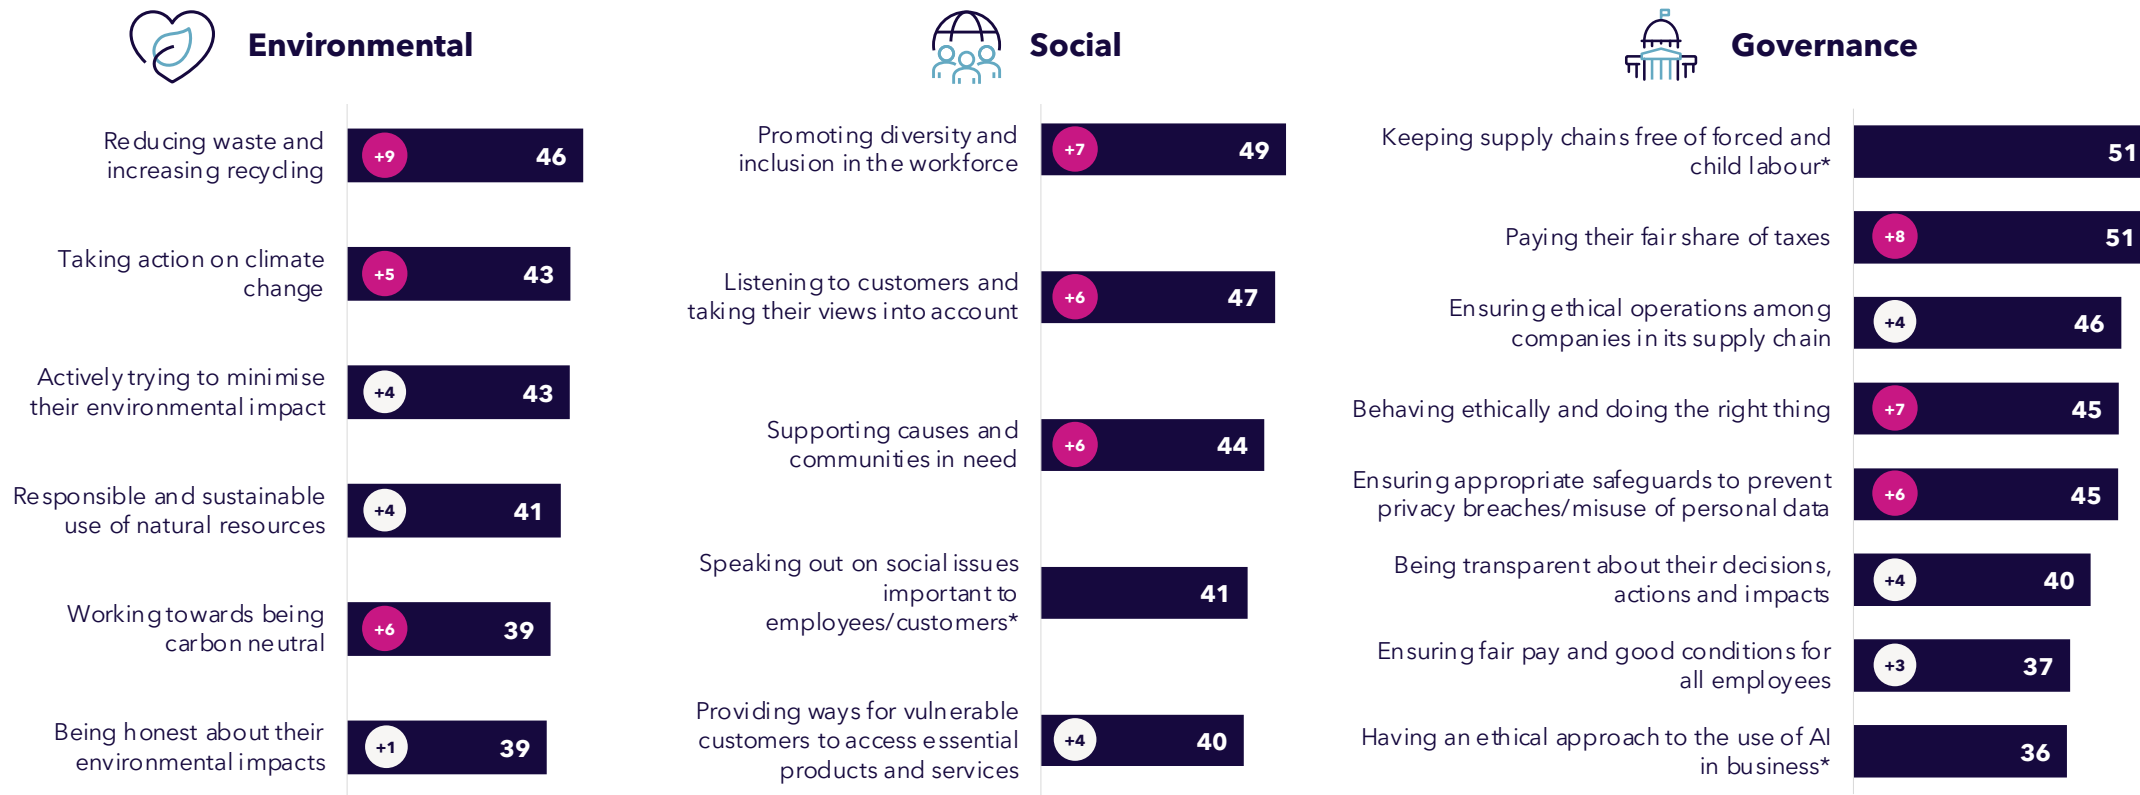 Environmental
Reducing waste and
increasing recycling
+9
46
Taking action on climate
change
+5
43
Actively trying to minimise
their environmental impact
+4
43
Responsible and sustainable
use of natural resources
+4
41
Working towards being
carbon neutral
+6
39
Being honest about their
environmental impacts
+1
39
Social
Promoting diversity and
inclusion in the workforce
+7
49
Listening to customers and
taking their views into account
+6
47
Supporting causes and
communities in need
+6
44
Speaking out on social issues
important to
employees/customers*
41
Providing ways for vulnerable
customers to access essential
products and services
+4
40
Governance
Keeping supply chains free of forced and
child labour*
51
Paying their fair share of taxes
+8
51
Ensuring ethical operations among
companies in its supply chain
+4
46
Behaving ethically and doing the right thing
+7
45
Ensuring appropriate safeguards to prevent
privacy breaches/misuse of personal data
+6
45
Being transparent about their decisions,
actions and impacts
+4
40
Ensuring fair pay and good conditions for
all employees
+3
37
Having an ethical approach to the use of AI
in business*
36